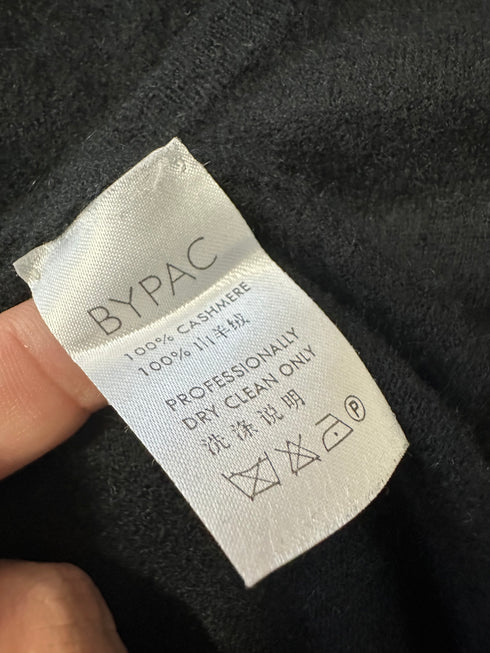 BYPAC
100% CASHMERE
100% 山羊绒
PROFESSIONALLY
DRY CLEAN ONLY
洗涤说明
P